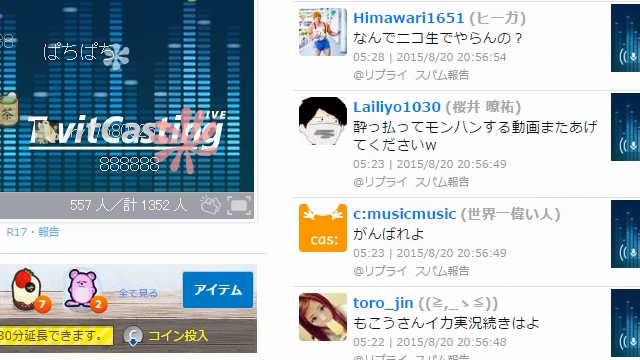 ぱちぱち
TwitCasting
LIVE
888888
557 人／計 1352 人
R17・報告
茶
7
2
全て見る
アイテム
30分延長できます。
C
コイン投入
Himawari1651 (ヒーガ)
なんでニコ生でやらんの？
05:28 | 2015/8/20 20:56:54
@リプライ スパム報告
Lailiyo1030 (桜井 瞭祐)
酔っ払ってモンハンする動画またあげ
てくださいw
05:23 | 2015/8/20 20:56:49
@リプライ スパム報告
cas:
c:musicmusic (世界一偉い人)
がんばれよ
05:23 | 2015/8/20 20:56:49
@リプライ スパム報告
toro_jin ((≧,_ゝ≦))
もこうさんイカ実況続きはよ
05:22 | 2015/8/20 20:56:48
@リプライ スパム報告